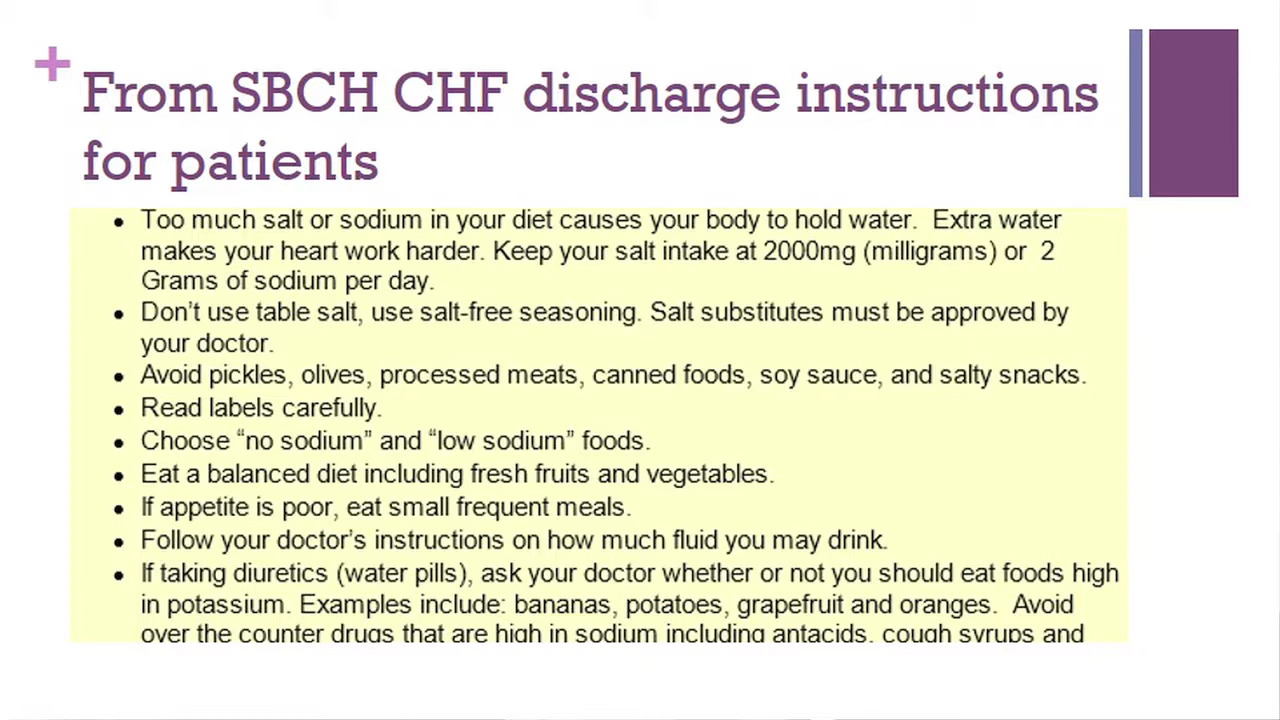 From SBCH CHF discharge instructions
for patients
• Too much salt or sodium in your diet causes your body to hold water.  Extra water
makes your heart work harder. Keep your salt intake at 2000mg (milligrams) or  2
Grams of sodium per day.
• Don’t use table salt, use salt-free seasoning. Salt substitutes must be approved by
your doctor.
• Avoid pickles, olives, processed meats, canned foods, soy sauce, and salty snacks.
• Read labels carefully.
• Choose “no sodium” and “low sodium” foods.
• Eat a balanced diet including fresh fruits and vegetables.
• If appetite is poor, eat small frequent meals.
• Follow your doctor’s instructions on how much fluid you may drink.
• If taking diuretics (water pills), ask your doctor whether or not you should eat foods high
in potassium. Examples include: bananas, potatoes, grapefruit and oranges.  Avoid
over the counter drugs that are high in sodium including antacids, cough syrups and